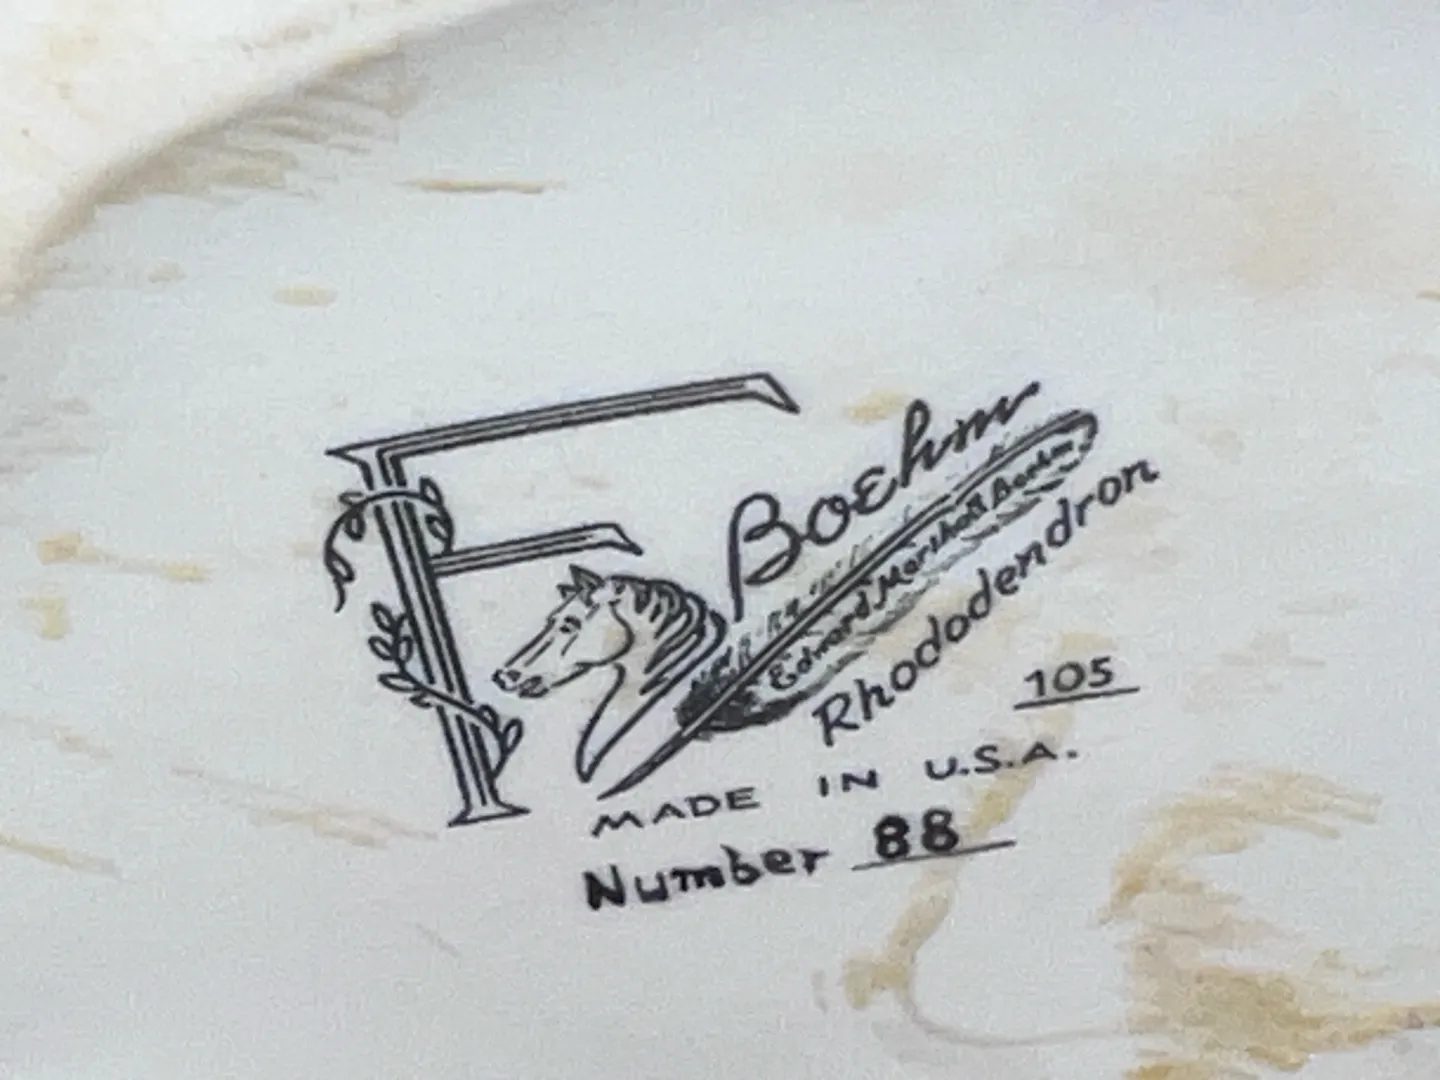 Boehm
Edward Marshall Boehm
Rhododendron
105
MADE IN U.S.A.
Number 88